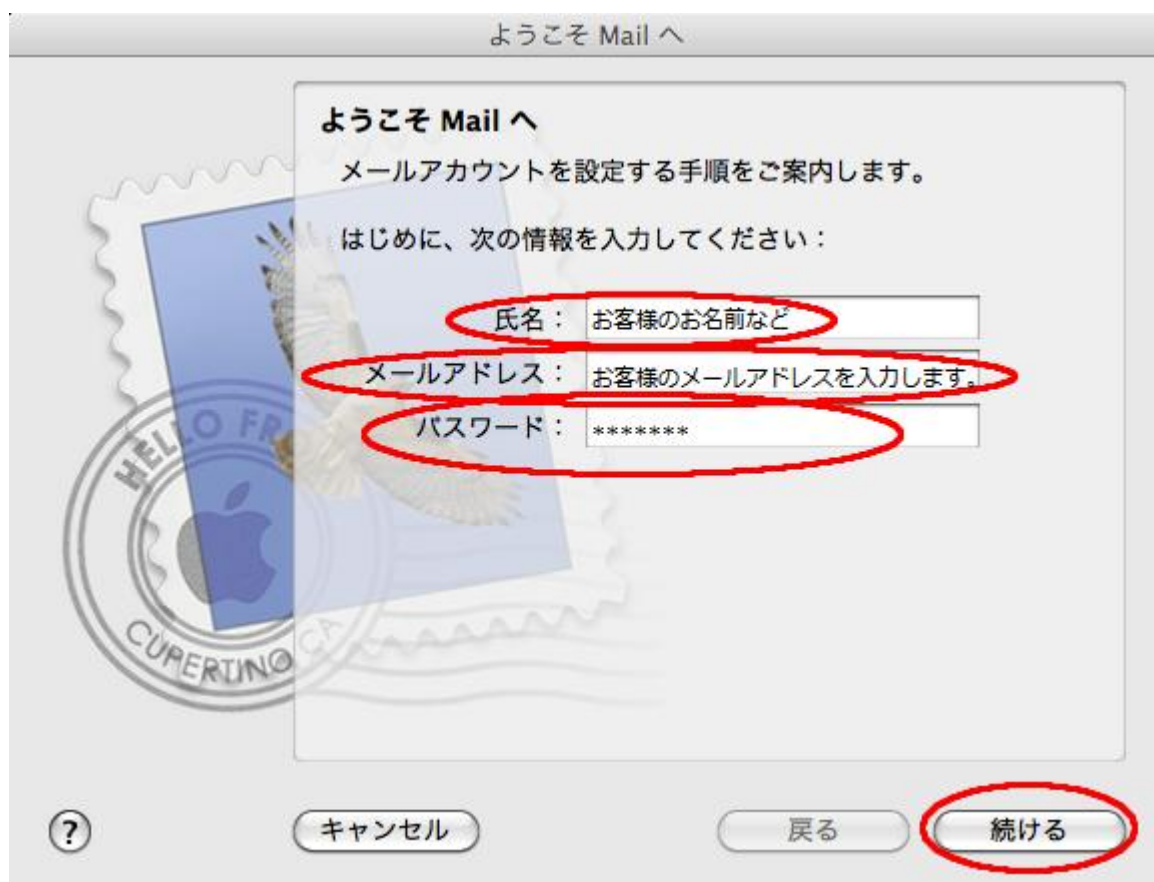 ようこそ Mail へ
ようこそ Mail へ
メールアカウントを設定する手順をご案内します。
はじめに、次の情報を入力してください：
氏名： お客様のお名前など
メールアドレス： お客様のメールアドレスを入力します。
パスワード： *******
HELLO FR
CUPERTINO CA
? キャンセル 戻る 続ける